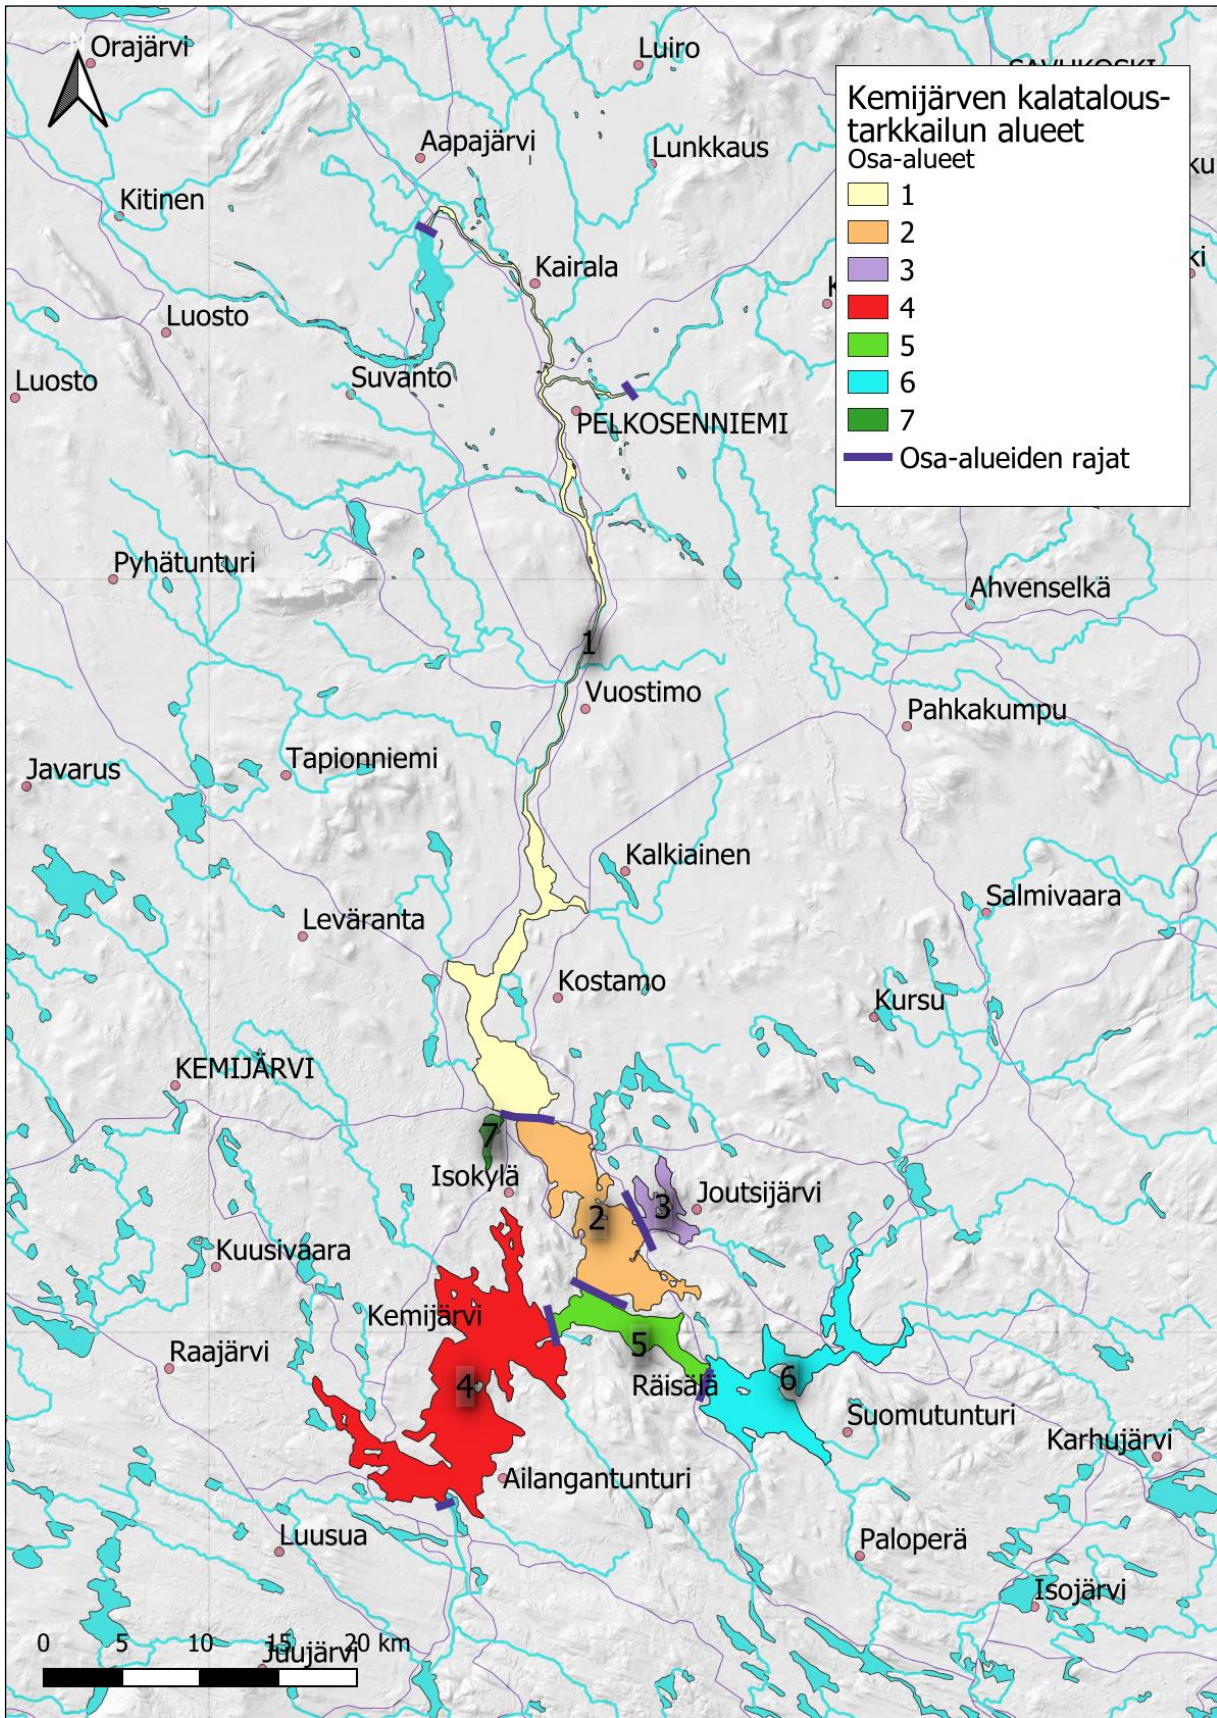 N
Orajärvi
Luiro
SAVUKOSKI
Kemijärven kalatalous-
tarkkailun alueet
Osa-alueet
1
2
3
4
5
6
7
Osa-alueiden rajat
Aapajärvi
Lunkkaus
ku
Kitinen
Kairala
ki
K
Luosto
Luosto
Suvanto
PELKOSENNIEMI
Pyhätunturi
Ahvenselkä
1
Vuostimo
Pahkakumpu
Tapionniemi
Javarus
Kalkiainen
Salmivaara
Leväranta
Kostamo
Kursu
KEMIJÄRVI
7
Isokylä
Joutsijärvi
3
2
Kuusivaara
Kemijärvi
5
Raajärvi
4
Räisälä
6
Suomutunturi
Karhujärvi
Ailangantunturi
Luusua
Paloperä
Isojärvi
0 5 10 15 20 km
Juujärvi